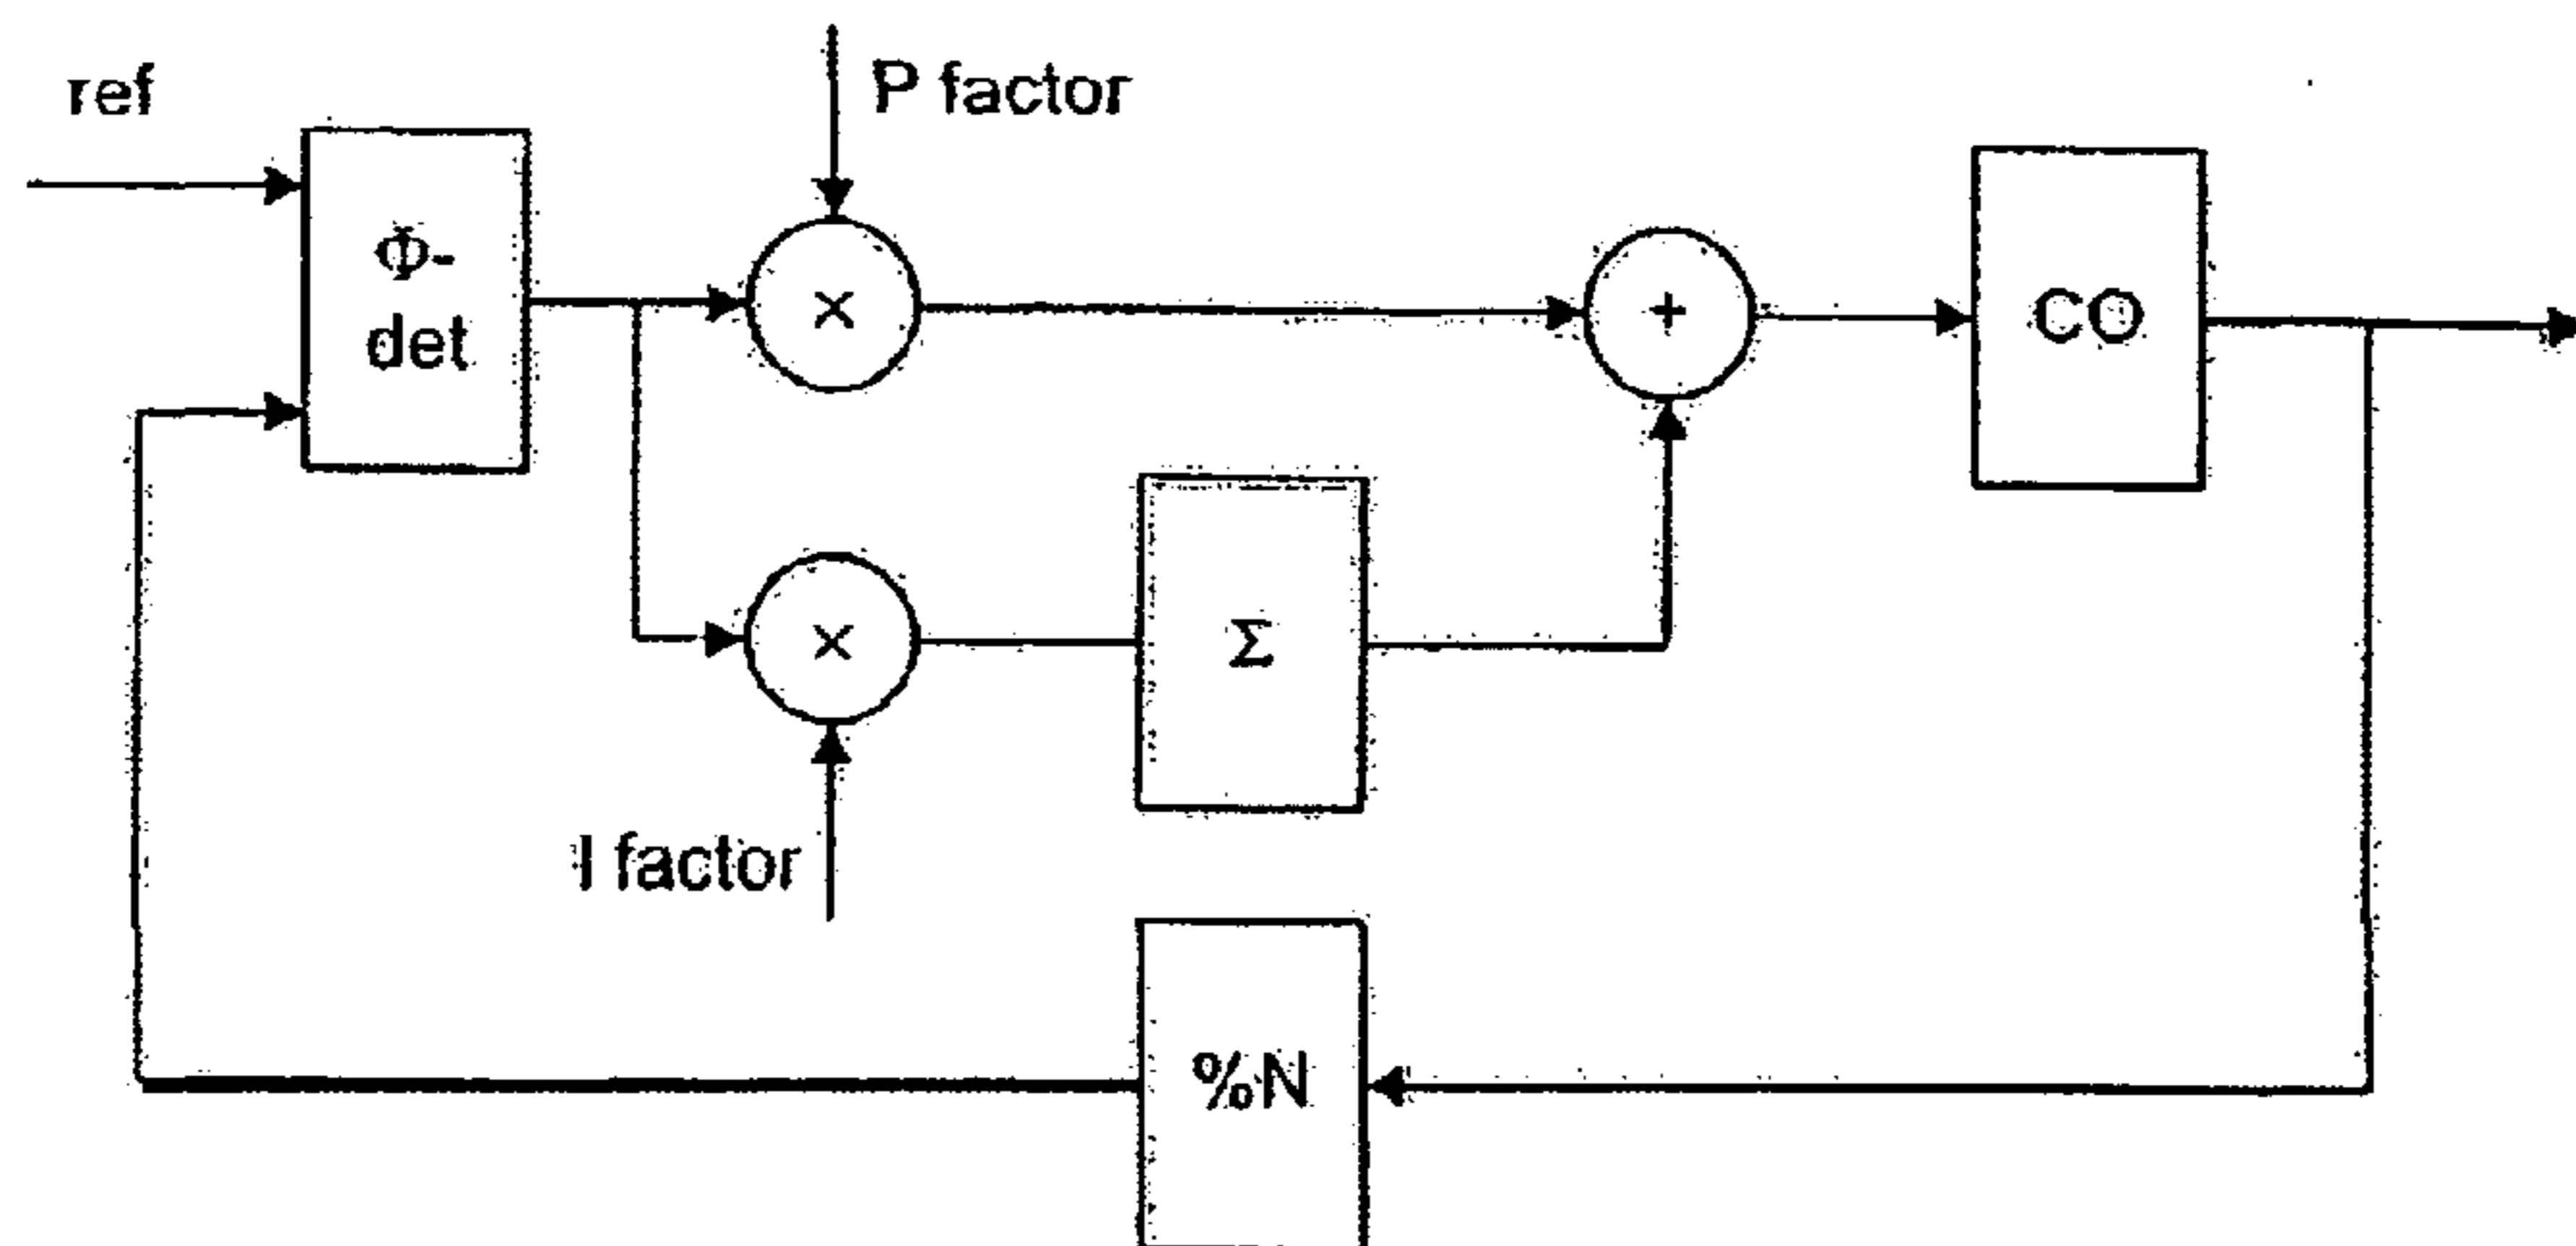 ref
P factor
Φ-
det
×
+
CO
×
Σ
I factor
%N